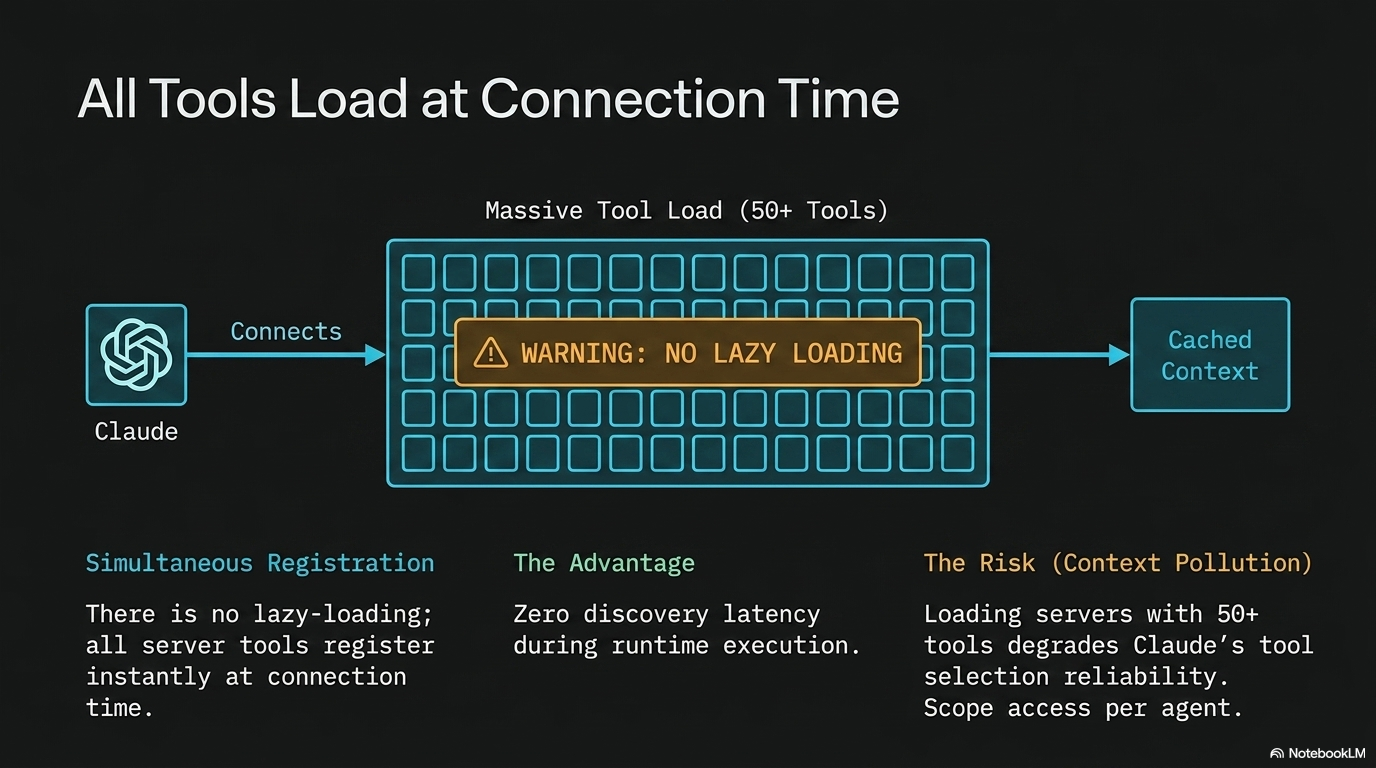 All Tools Load at Connection Time
Massive Tool Load (50+ Tools)
Connects
WARNING: NO LAZY LOADING
Cached
Context
Claude
Simultaneous Registration
There is no lazy-loading;
all server tools register
instantly at connection
time.
The Advantage
Zero discovery latency
during runtime execution.
The Risk (Context Pollution)
Loading servers with 50+
tools degrades Claude’s tool
selection reliability.
Scope access per agent.
NotebookLM